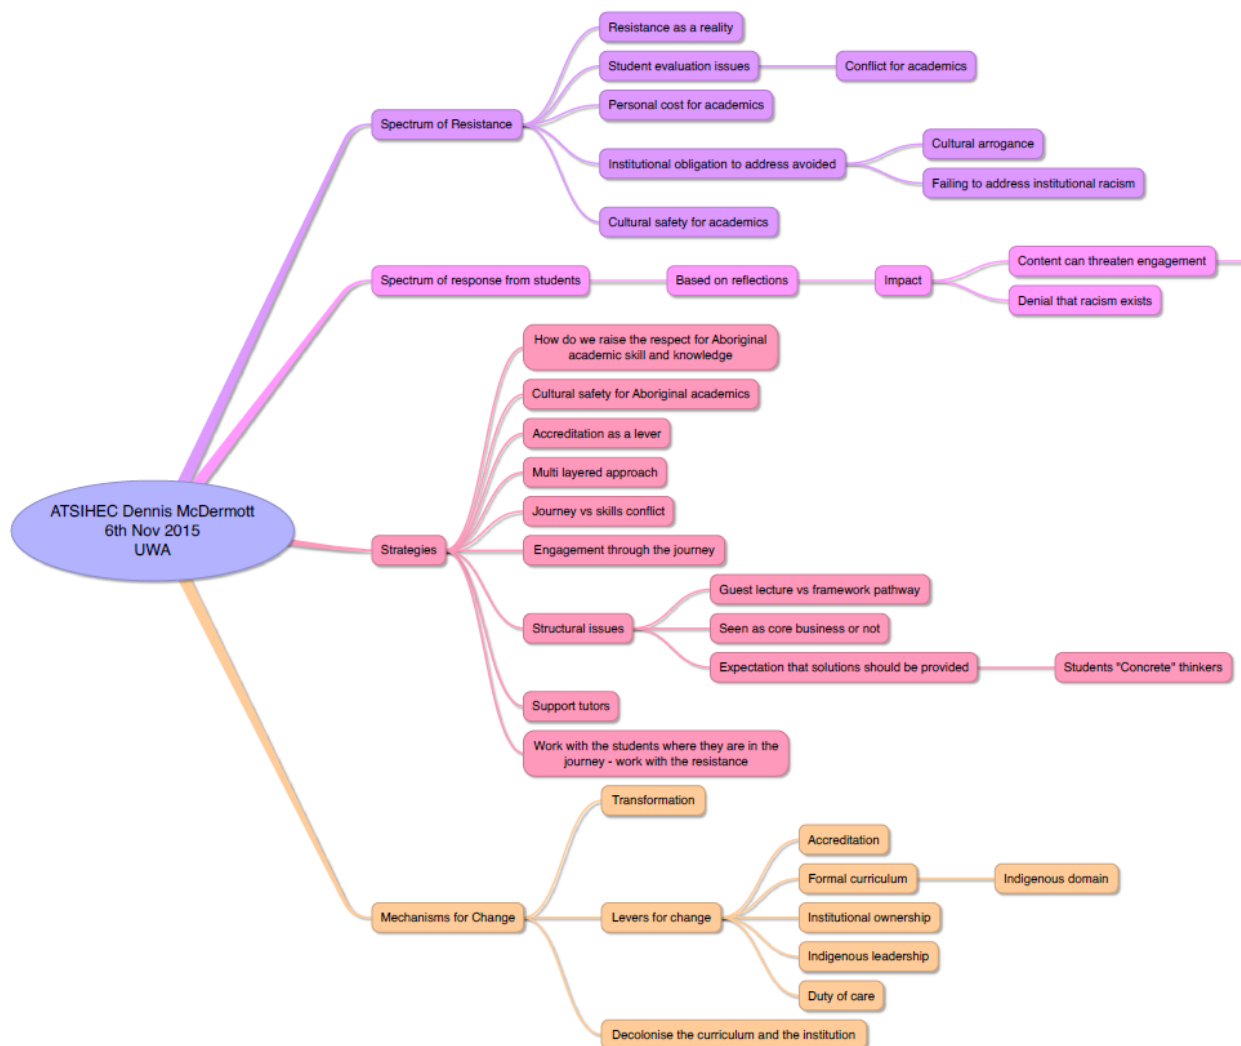 Resistance as a reality
Student evaluation issues
Conflict for academics
Personal cost for academics
Spectrum of Resistance
Cultural arrogance
Institutional obligation to address avoided
Failing to address institutional racism
Cultural safety for academics
Spectrum of response from students
Based on reflections
Impact
Content can threaten engagement
Denial that racism exists
How do we raise the respect for Aboriginal
academic skill and knowledge
Cultural safety for Aboriginal academics
Accreditation as a lever
Multi layered approach
Journey vs skills conflict
ATSIHEC Dennis McDermott
6th Nov 2015
UWA
Strategies
Engagement through the journey
Guest lecture vs framework pathway
Structural issues
Seen as core business or not
Expectation that solutions should be provided
Students "Concrete" thinkers
Support tutors
Work with the students where they are in the
journey - work with the resistance
Transformation
Accreditation
Formal curriculum
Indigenous domain
Mechanisms for Change
Levers for change
Institutional ownership
Indigenous leadership
Duty of care
Decolonise the curriculum and the institution